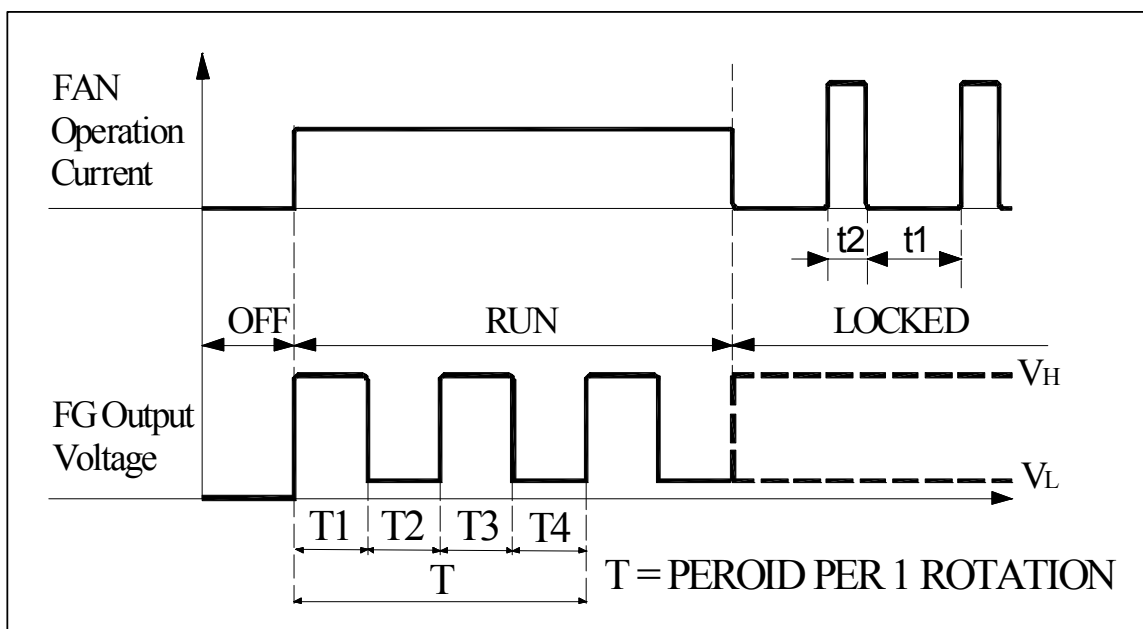 FAN
Operation
Current
t2
t1
OFF
RUN
LOCKED
VH
FG Output
Voltage
VL
T1
T2
T3
T4
T
T = PEROID PER 1 ROTATION